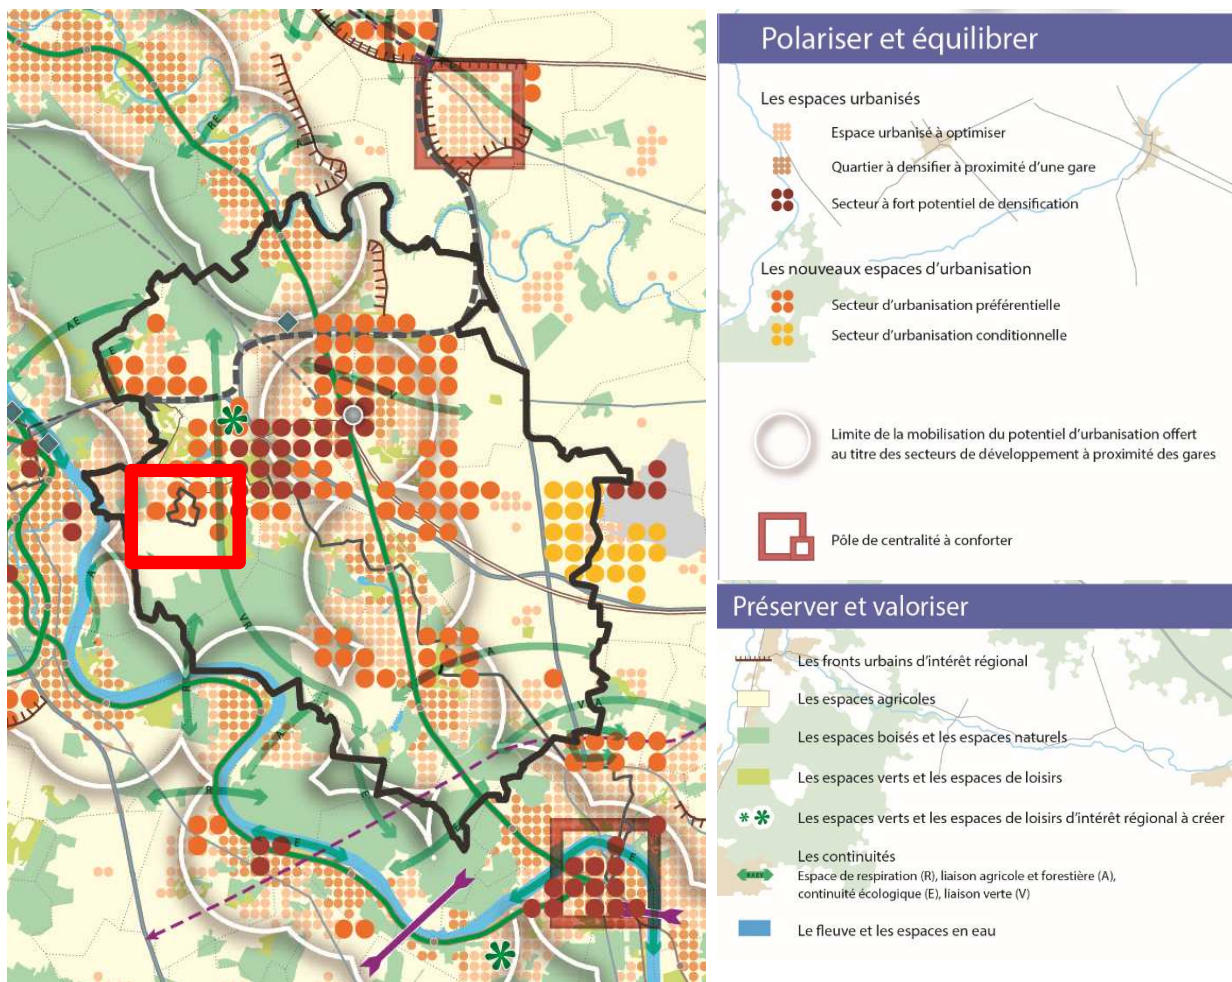 Polariser et équilibrer
Les espaces urbanisés
Espace urbanisé à optimiser
Quartier à densifier à proximité d'une gare
Secteur à fort potentiel de densification
Les nouveaux espaces d'urbanisation
Secteur d'urbanisation préférentielle
Secteur d'urbanisation conditionnelle
Limite de la mobilisation du potentiel d'urbanisation offert
au titre des secteurs de développement à proximité des gares
Pôle de centralité à conforter
Préserver et valoriser
Les fronts urbains d'intérêt régional
Les espaces agricoles
Les espaces boisés et les espaces naturels
Les espaces verts et les espaces de loisirs
Les espaces verts et les espaces de loisirs d'intérêt régional à créer
Les continuités
Espace de respiration (R), liaison agricole et forestière (A),
continuité écologique (E), liaison verte (V)
Le fleuve et les espaces en eau
RE
A
AE
E
VR
A
A
R
R
E
E